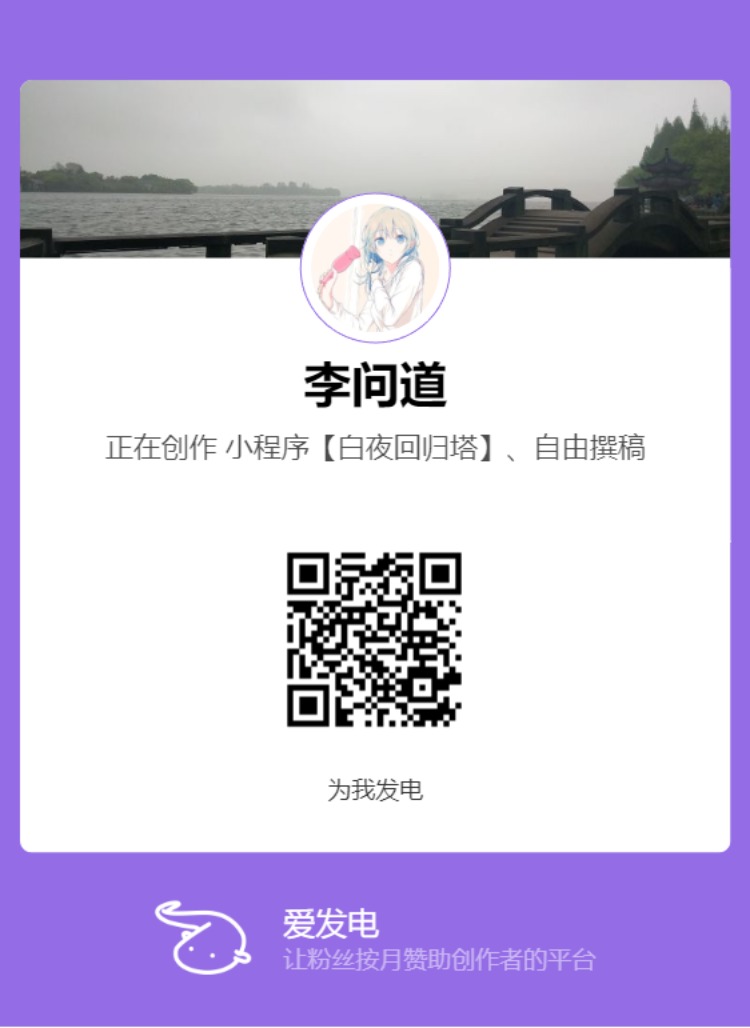 李问道
正在创作 小程序【白夜回归塔】、自由撰稿
为我发电
爱发电
让粉丝按月赞助创作者的平台